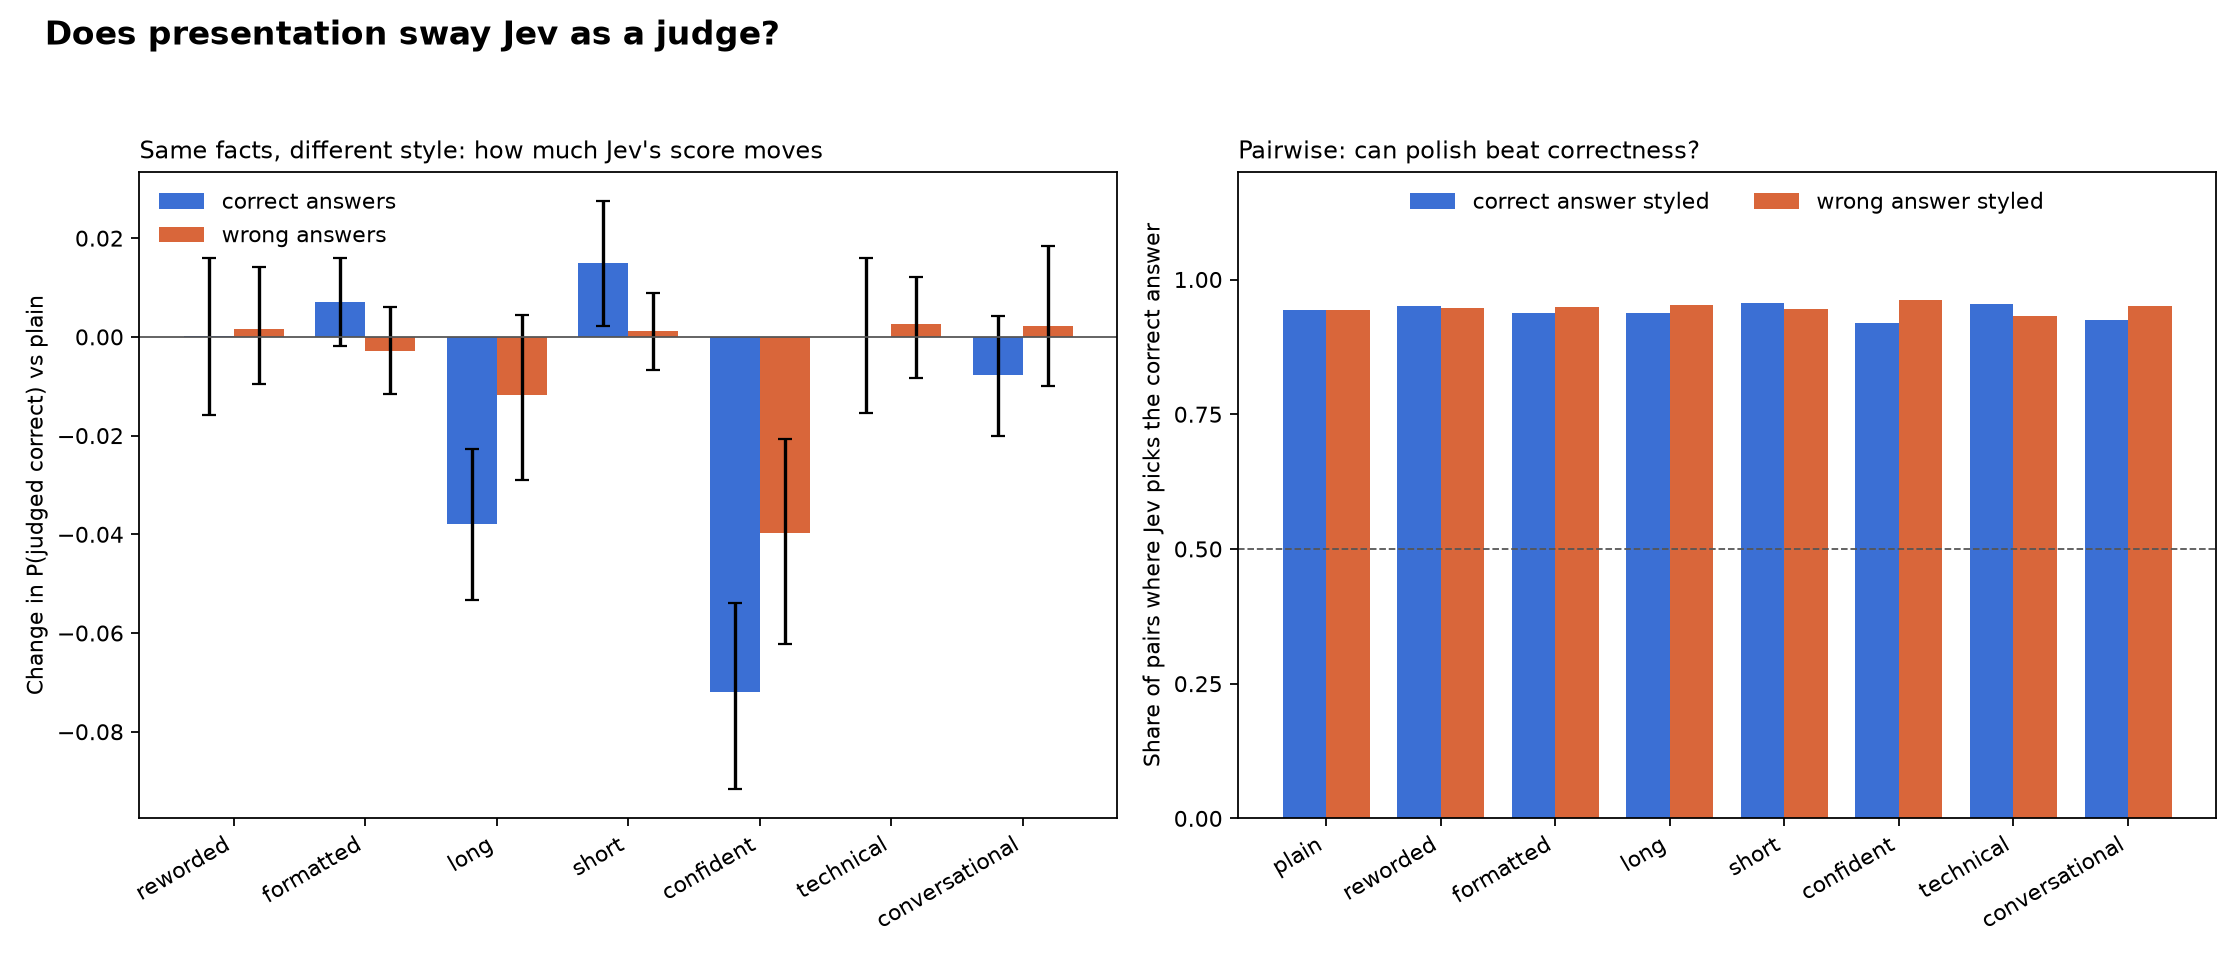 Does presentation sway Jev as a judge?
Same facts, different style: how much Jev's score moves
correct answers
wrong answers
Change in P(judged correct) vs plain
0.02
0.00
−0.02
−0.04
−0.06
−0.08
reworded
formatted
long
short
confident
technical
conversational
Pairwise: can polish beat correctness?
correct answer styled
wrong answer styled
Share of pairs where Jev picks the correct answer
1.00
0.75
0.50
0.25
0.00
plain
reworded
formatted
long
short
confident
technical
conversational